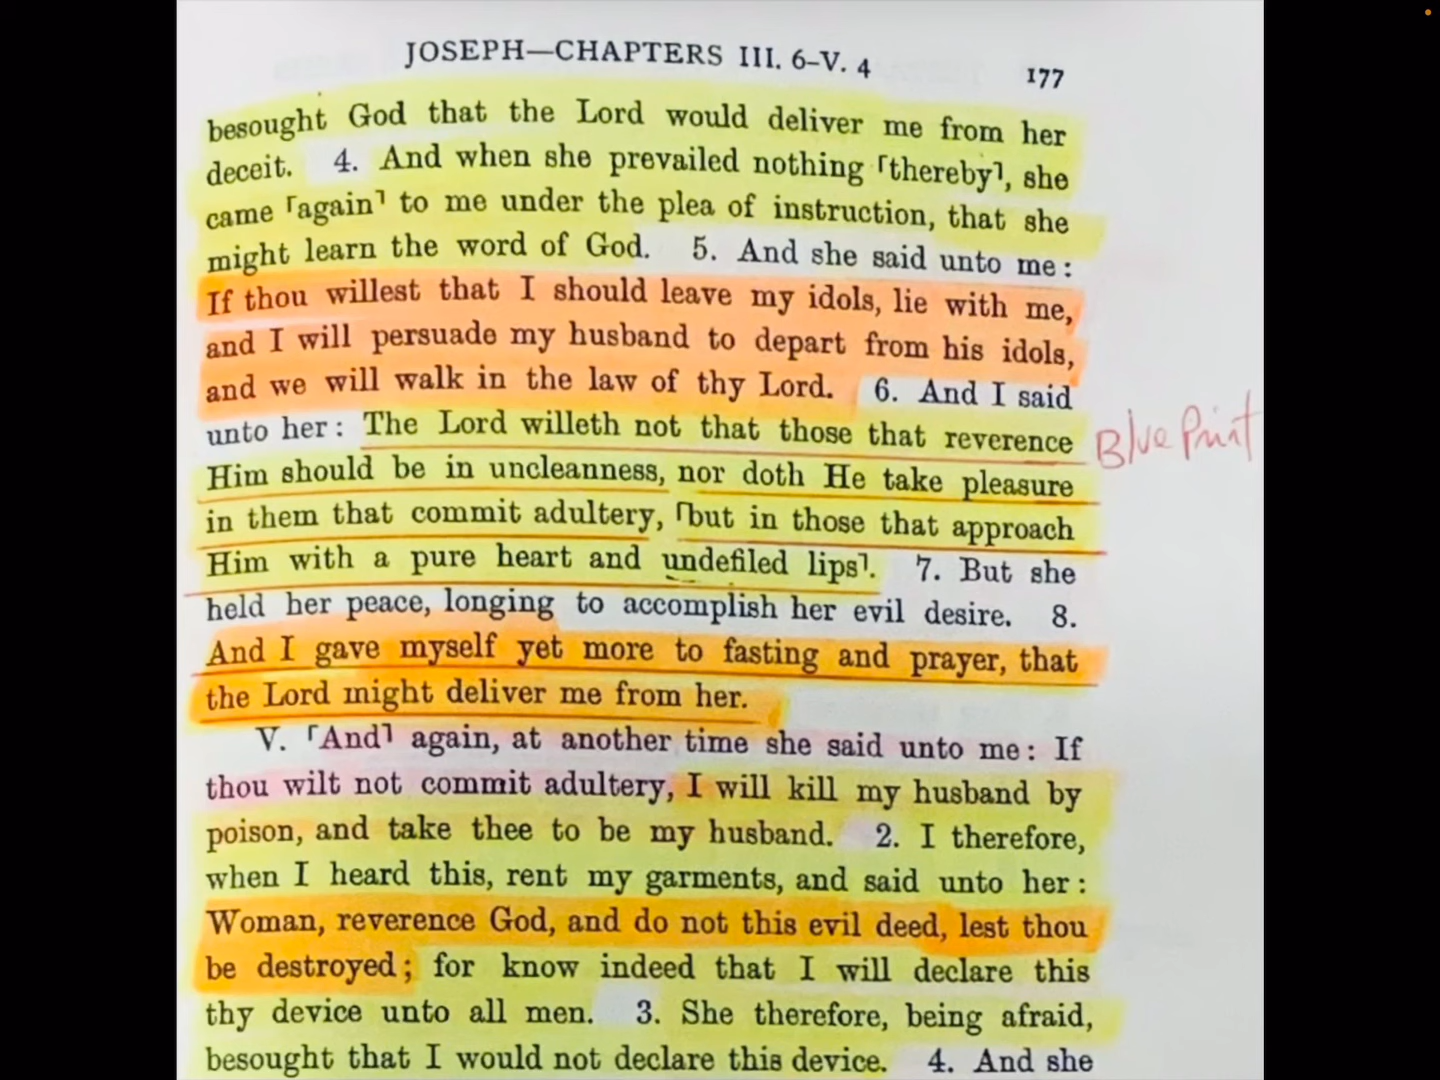 JOSEPH—CHAPTERS III. 6–V. 4 177
besought God that the Lord would deliver me from her
deceit. 4. And when she prevailed nothing ⌜thereby⌝, she
came ⌜again⌝ to me under the plea of instruction, that she
might learn the word of God. 5. And she said unto me:
If thou willest that I should leave my idols, lie with me,
and I will persuade my husband to depart from his idols,
and we will walk in the law of thy Lord. 6. And I said
unto her: The Lord willeth not that those that reverence
Blue Print
Him should be in uncleanness, nor doth He take pleasure
in them that commit adultery, ⌜but in those that approach
Him with a pure heart and undefiled lips⌝. 7. But she
held her peace, longing to accomplish her evil desire. 8.
And I gave myself yet more to fasting and prayer, that
the Lord might deliver me from her.
V. ⌜And⌝ again, at another time she said unto me: If
thou wilt not commit adultery, I will kill my husband by
poison, and take thee to be my husband. 2. I therefore,
when I heard this, rent my garments, and said unto her:
Woman, reverence God, and do not this evil deed, lest thou
be destroyed; for know indeed that I will declare this
thy device unto all men. 3. She therefore, being afraid,
besought that I would not declare this device. 4. And she